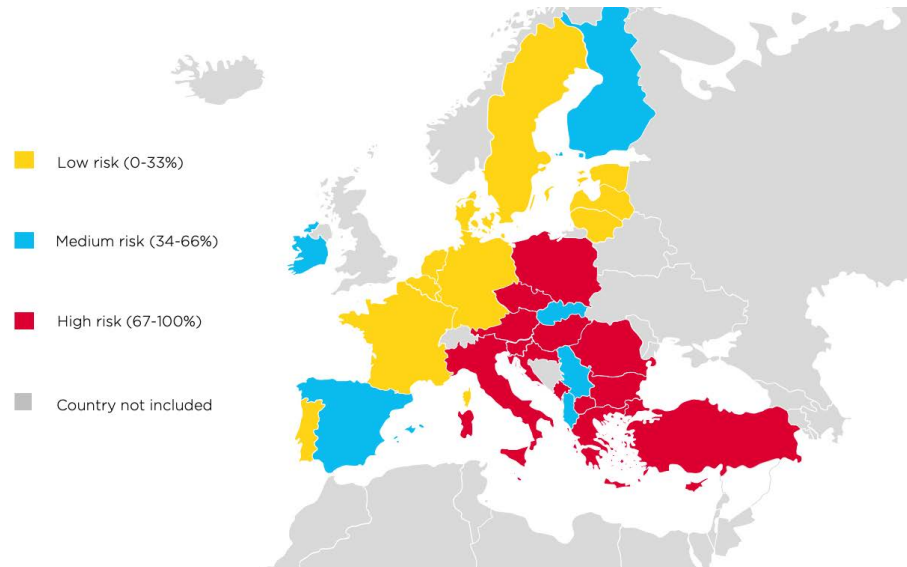 Low risk (0-33%)
Medium risk (34-66%)
High risk (67-100%)
Country not included